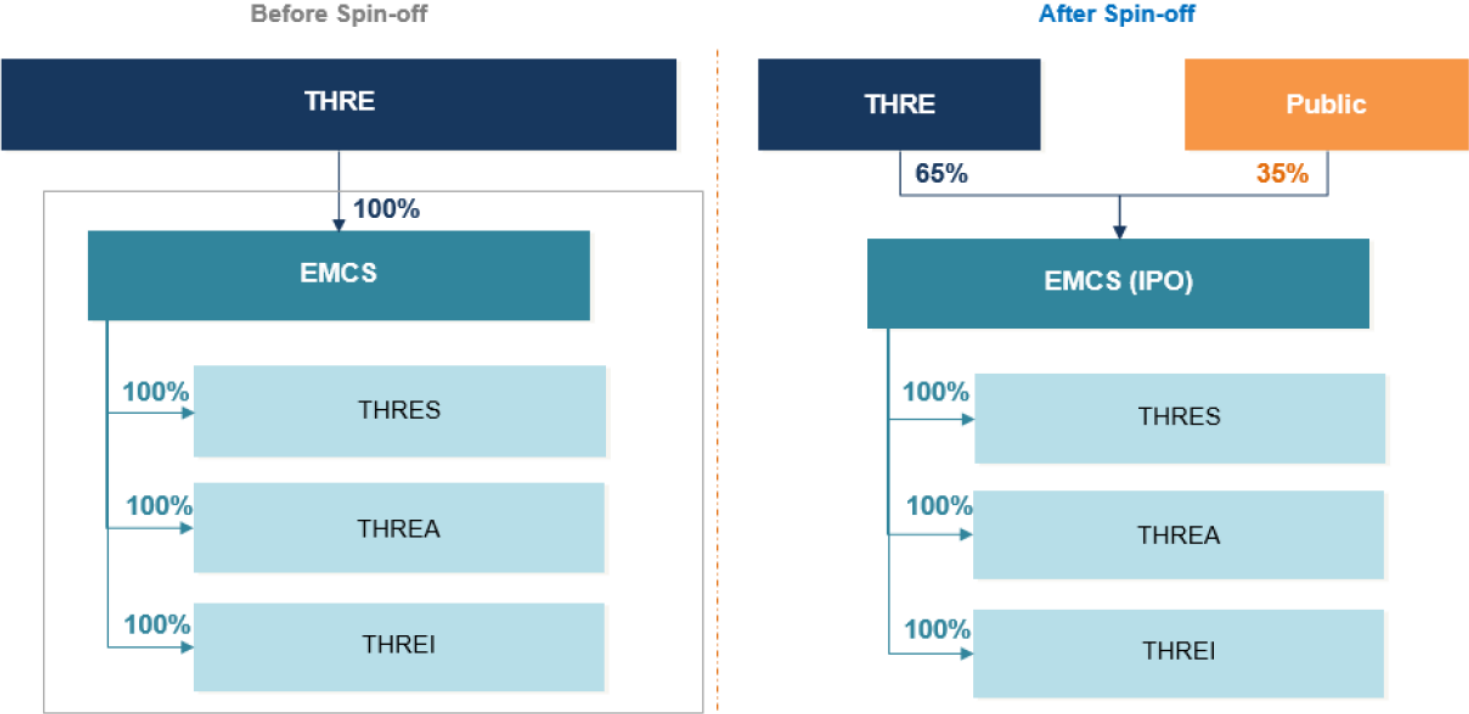 Before Spin-off
THRE
100%
EMCS
100%
THRES
100%
THREA
100%
THREI
After Spin-off
THRE
Public
65%
35%
EMCS (IPO)
100%
THRES
100%
THREA
100%
THREI